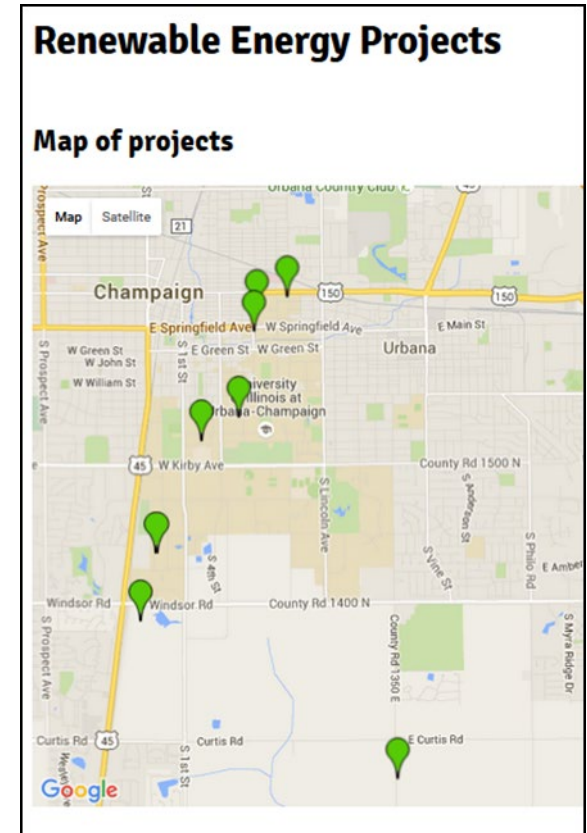 Renewable Energy Projects
Map of projects
Urbana Country Club
Map Satellite
21
S Prospect Ave
Champaign
150
150
E Springfield Ave W Springfield Ave
E Main St
W Green St E Green St W Green St
Urbana
W John St
S 1st St
S Prospect Ave
W William St
University
Illinois at
Urbana-Champaign
45 W Kirby Ave
County Rd 1500 N
S Lincoln Ave
S Anderson St
S 4th St
S Vine St
S Philo Rd
E Amber
Windsor Rd Windsor Rd County Rd 1400 N
S Prospect Ave
County Rd 1350 E
S Myra Ridge Dr
Curtis Rd 45 Curtis Rd E Curtis Rd
S 1st St
Google